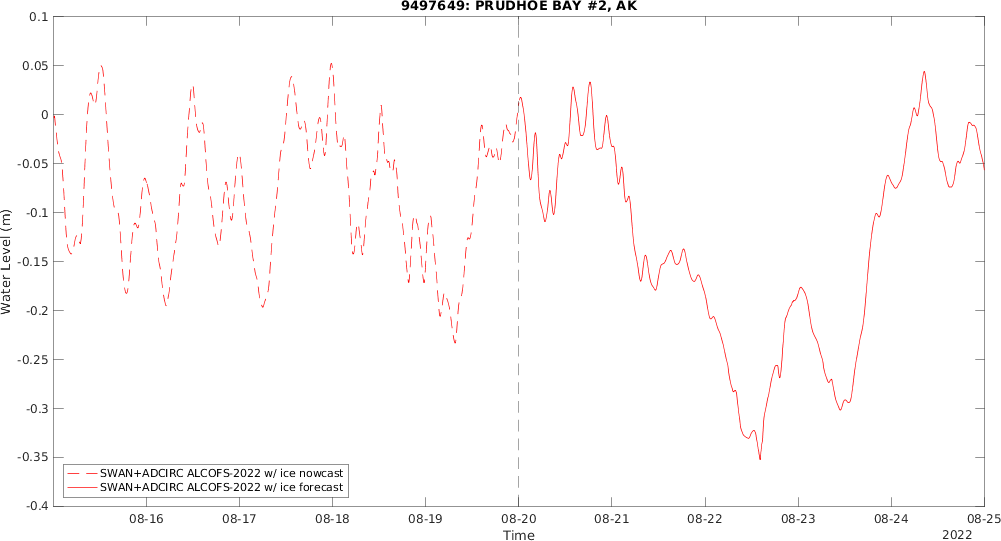 9497649: PRUDHOE BAY #2, AK
0.1
0.05
0
-0.05
-0.1
-0.15
-0.2
-0.25
-0.3
-0.35
-0.4
Water Level (m)
SWAN+ADCIRC ALCOFS-2022 w/ ice nowcast
SWAN+ADCIRC ALCOFS-2022 w/ ice forecast
08-16 08-17 08-18 08-19 08-20 08-21 08-22 08-23 08-24 08-25
Time
2022